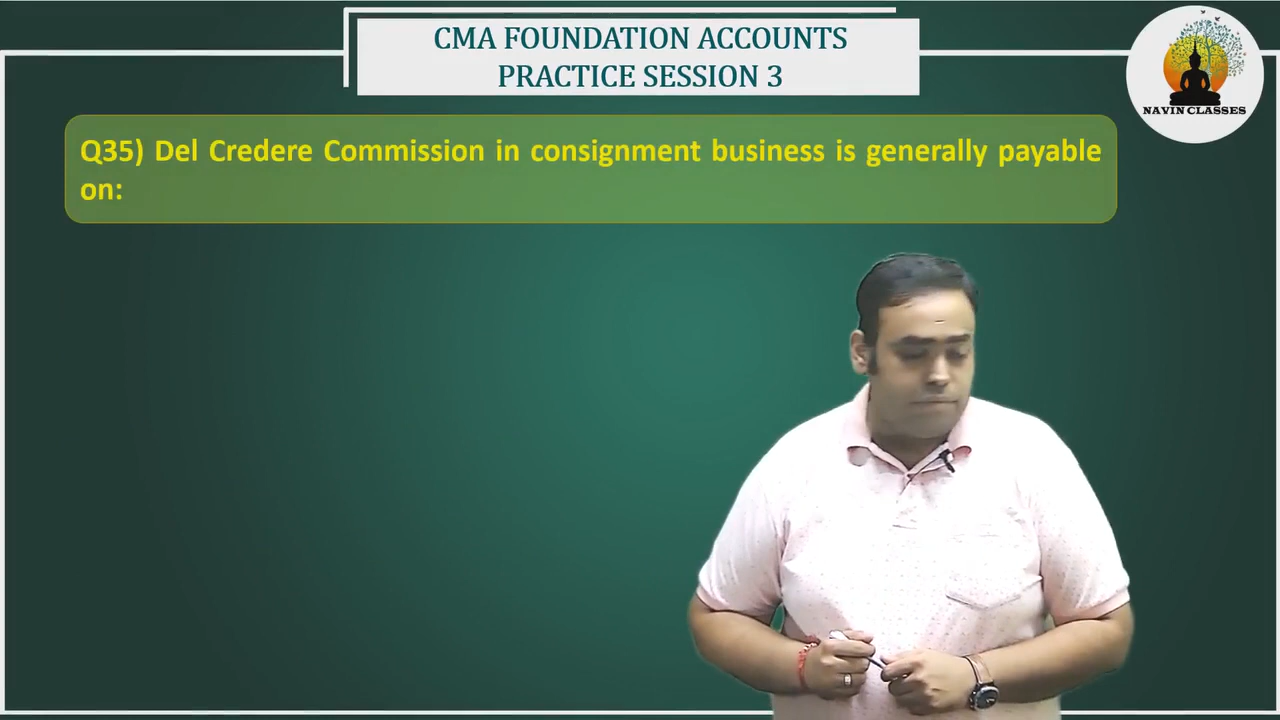 CMA FOUNDATION ACCOUNTS
PRACTICE SESSION 3
NAVIN CLASSES
Q35) Del Credere Commission in consignment business is generally payable
on: